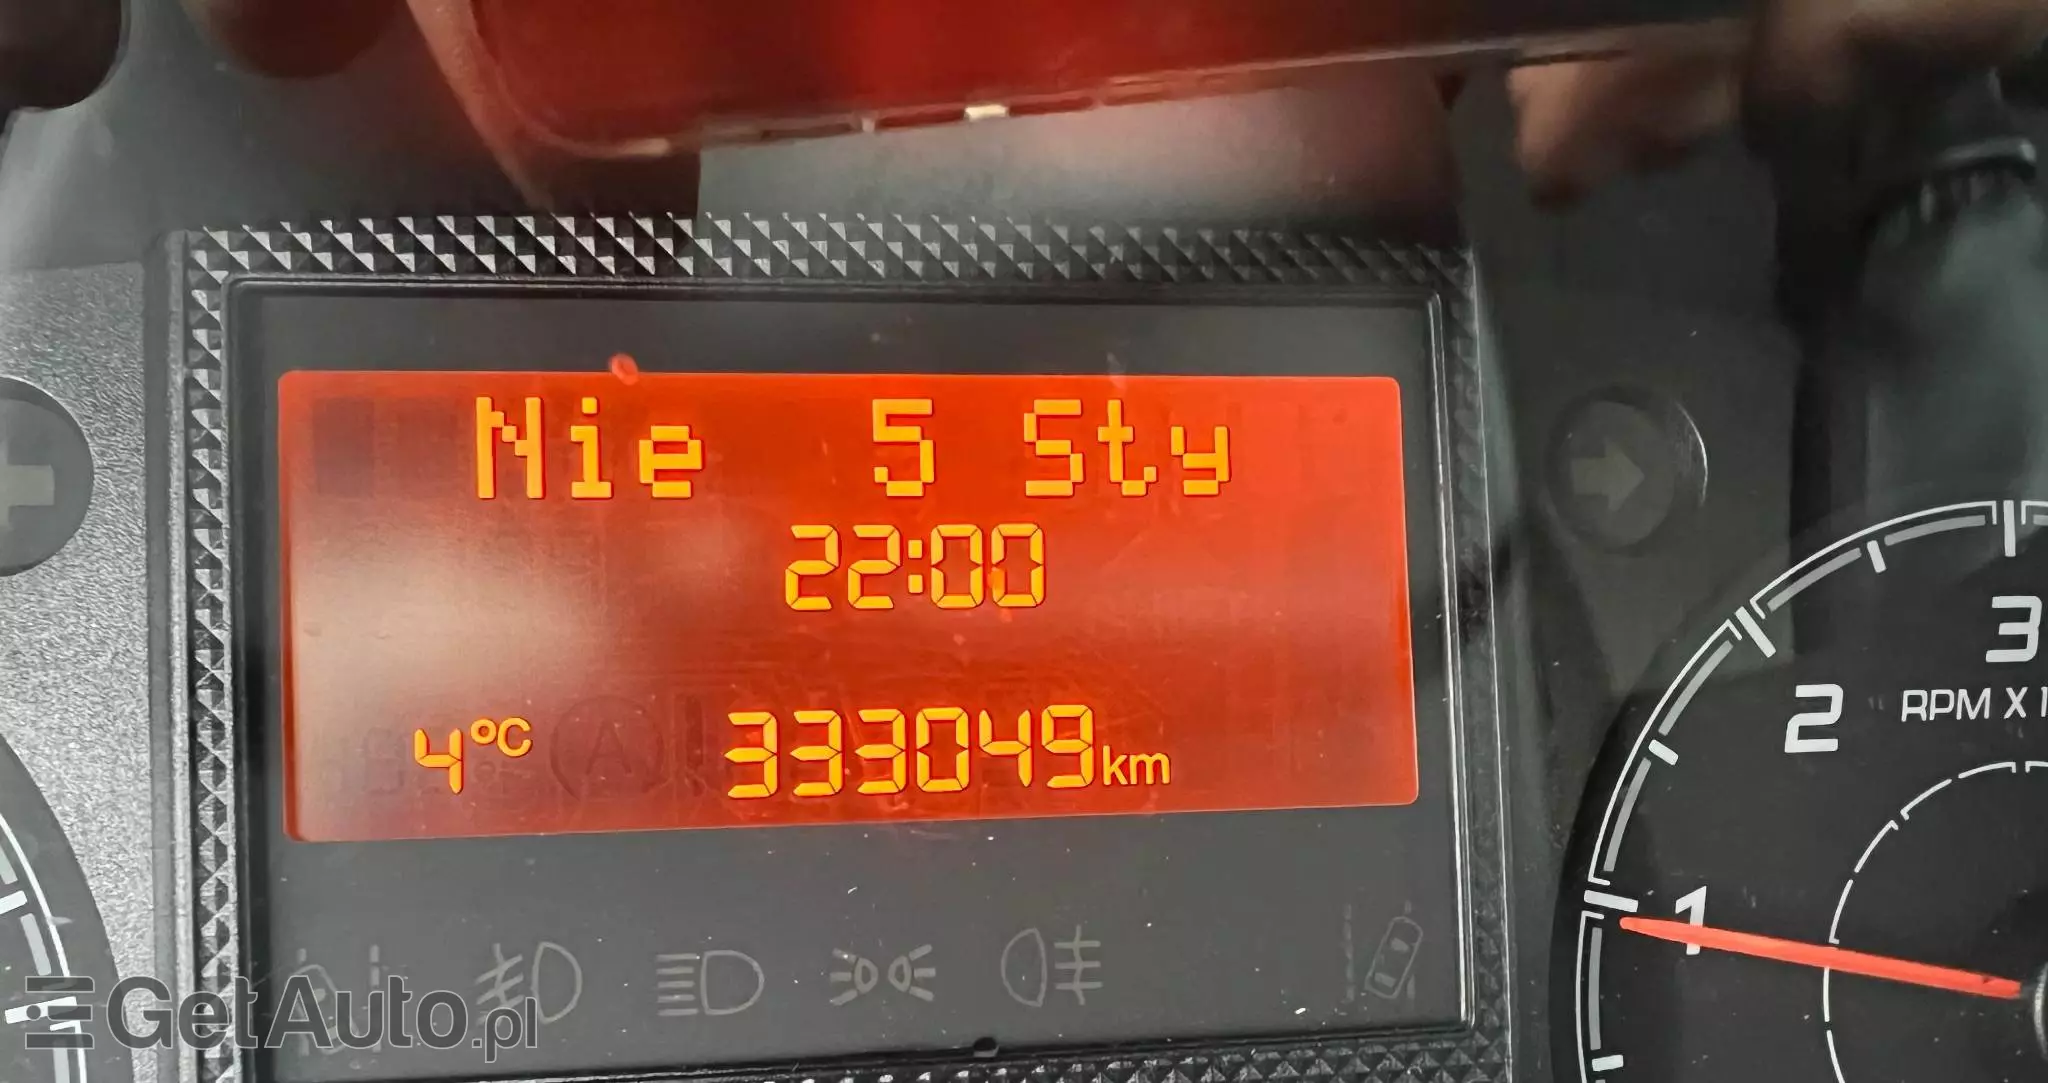 Nie 5 Sty
22:00
4°C 333049km
3
2 RPM X 1
1
GetAuto.pl